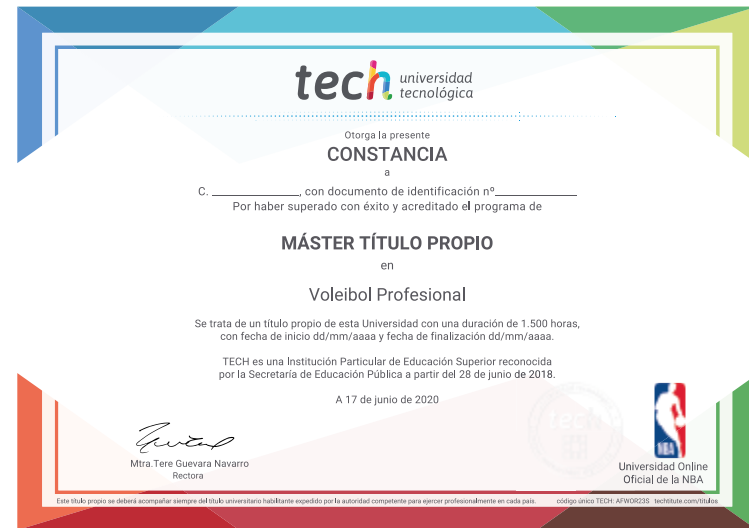 tech universidad
tecnológica
Otorga la presente
CONSTANCIA
a
C. ________________, con documento de identificación nº_______________
Por haber superado con éxito y acreditado el programa de
MÁSTER TÍTULO PROPIO
en
Voleibol Profesional
Se trata de un título propio de esta Universidad con una duración de 1.500 horas,
con fecha de inicio dd/mm/aaaa y fecha de finalización dd/mm/aaaa.
TECH es una Institución Particular de Educación Superior reconocida
por la Secretaría de Educación Pública a partir del 28 de junio de 2018.
A 17 de junio de 2020
tech
NBA
Mtra.Tere Guevara Navarro
Rectora
Universidad Online
Oficial de la NBA
Este título propio se deberá acompañar siempre del título universitario habilitante expedido por la autoridad competente para ejercer profesionalmente en cada país. código único TECH: AFWOR23S techtitute.com/titulos